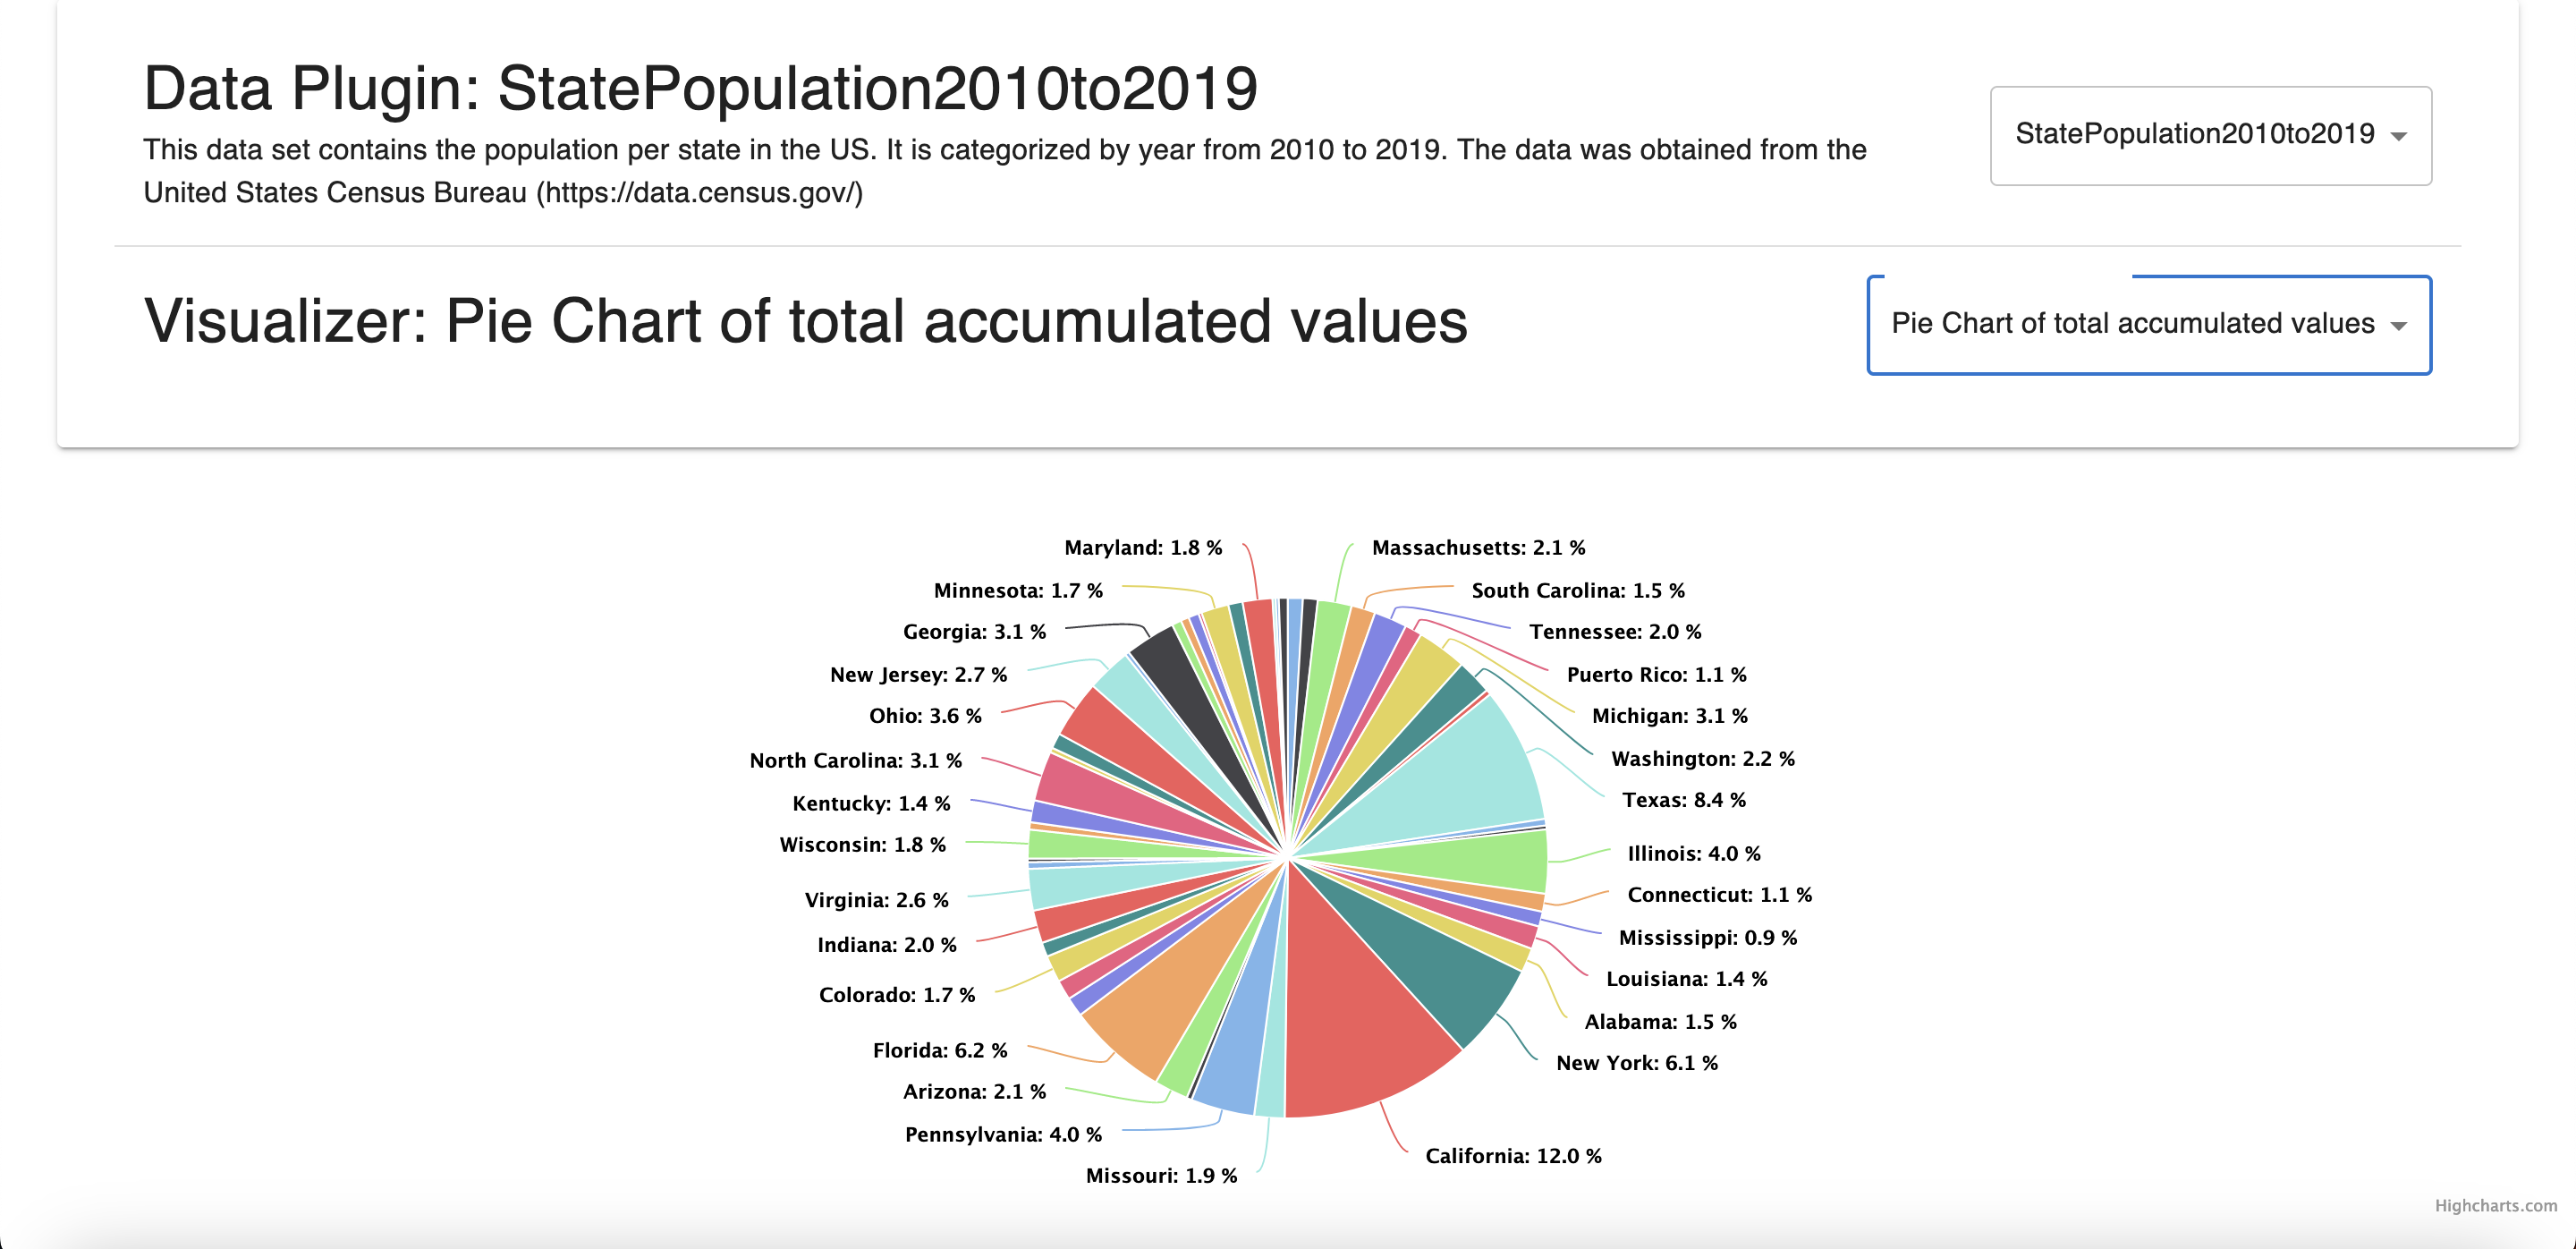 Data Plugin: StatePopulation2010to2019
This data set contains the population per state in the US. It is categorized by year from 2010 to 2019. The data was obtained from the
United States Census Bureau (https://data.census.gov/)
StatePopulation2010to2019
Visualizer: Pie Chart of total accumulated values
Pie Chart of total accumulated values
Maryland: 1.8 %
Massachusetts: 2.1 %
Minnesota: 1.7 %
South Carolina: 1.5 %
Georgia: 3.1 %
Tennessee: 2.0 %
New Jersey: 2.7 %
Puerto Rico: 1.1 %
Ohio: 3.6 %
Michigan: 3.1 %
North Carolina: 3.1 %
Washington: 2.2 %
Kentucky: 1.4 %
Texas: 8.4 %
Wisconsin: 1.8 %
Illinois: 4.0 %
Virginia: 2.6 %
Connecticut: 1.1 %
Indiana: 2.0 %
Mississippi: 0.9 %
Colorado: 1.7 %
Louisiana: 1.4 %
Florida: 6.2 %
Alabama: 1.5 %
Arizona: 2.1 %
New York: 6.1 %
Pennsylvania: 4.0 %
California: 12.0 %
Missouri: 1.9 %
Highcharts.com